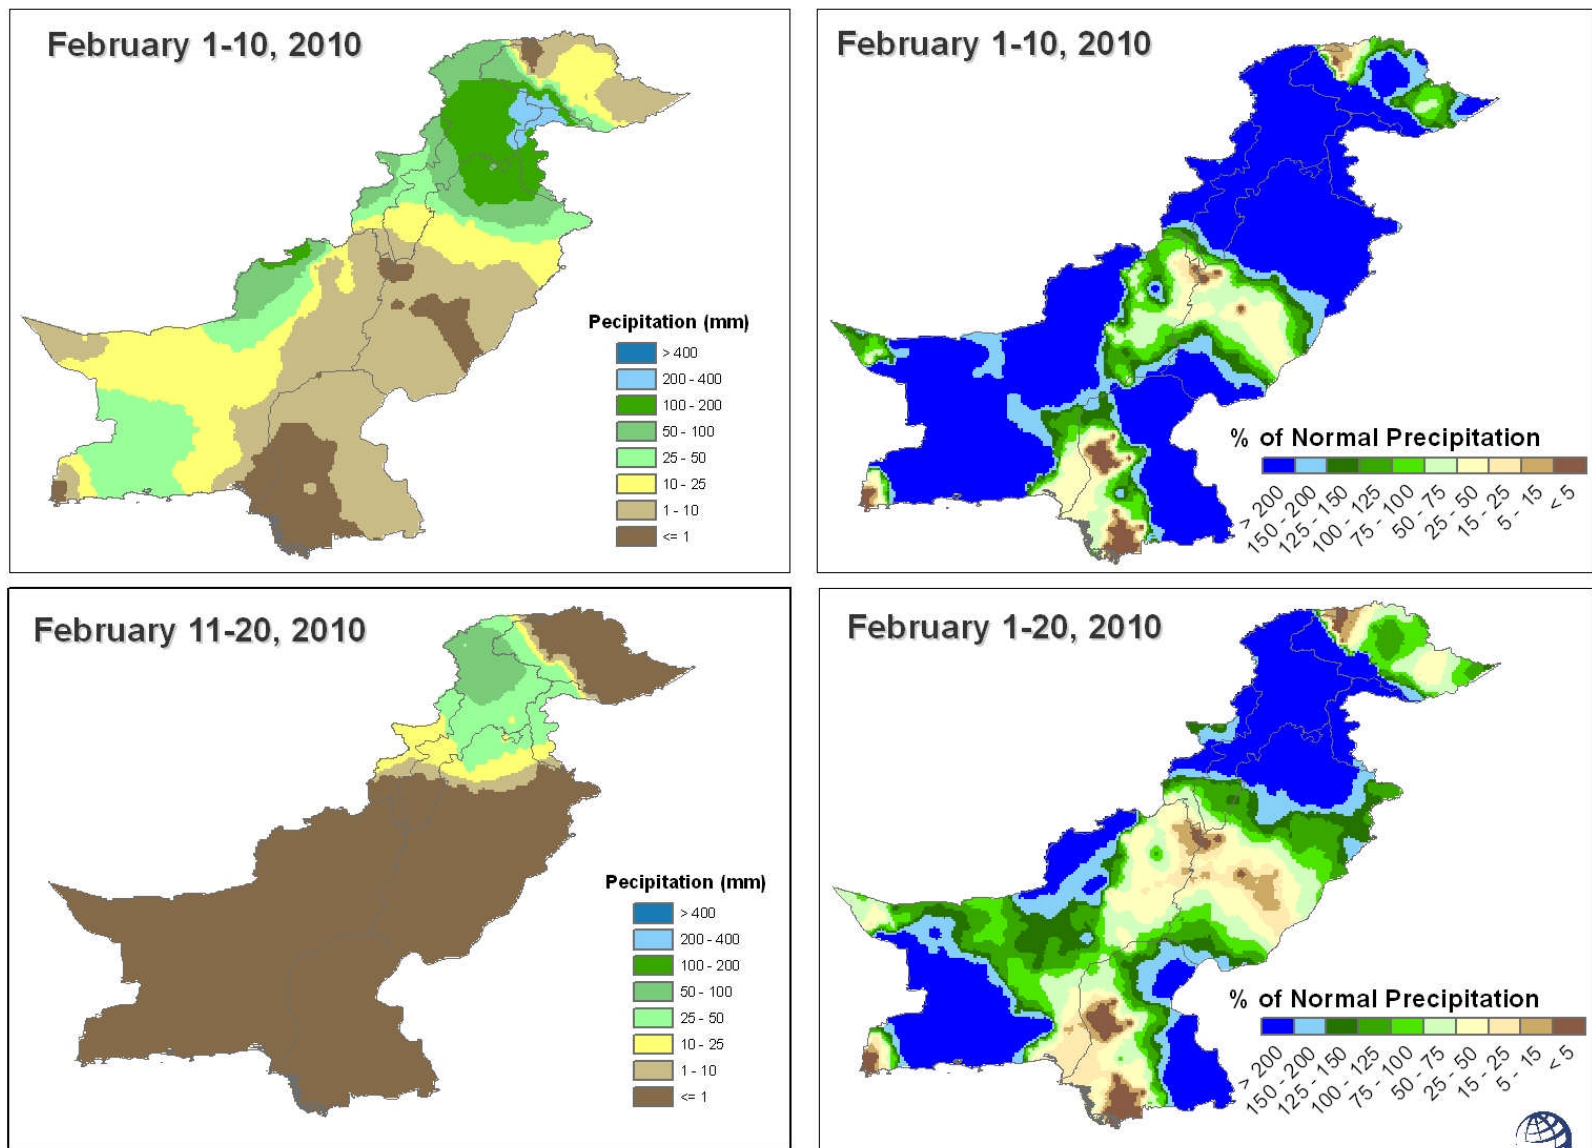 February 1-10, 2010
Pecipitation (mm)
> 400
200 - 400
100 - 200
50 - 100
25 - 50
10 - 25
1 - 10
<= 1
February 1-10, 2010
% of Normal Precipitation
> 200
150 - 200
125 - 150
100 - 125
75 - 100
50 - 75
25 - 50
15 - 25
5 - 15
< 5
February 11-20, 2010
Pecipitation (mm)
> 400
200 - 400
100 - 200
50 - 100
25 - 50
10 - 25
1 - 10
<= 1
February 1-20, 2010
% of Normal Precipitation
> 200
150 - 200
125 - 150
100 - 125
75 - 100
50 - 75
25 - 50
15 - 25
5 - 15
< 5